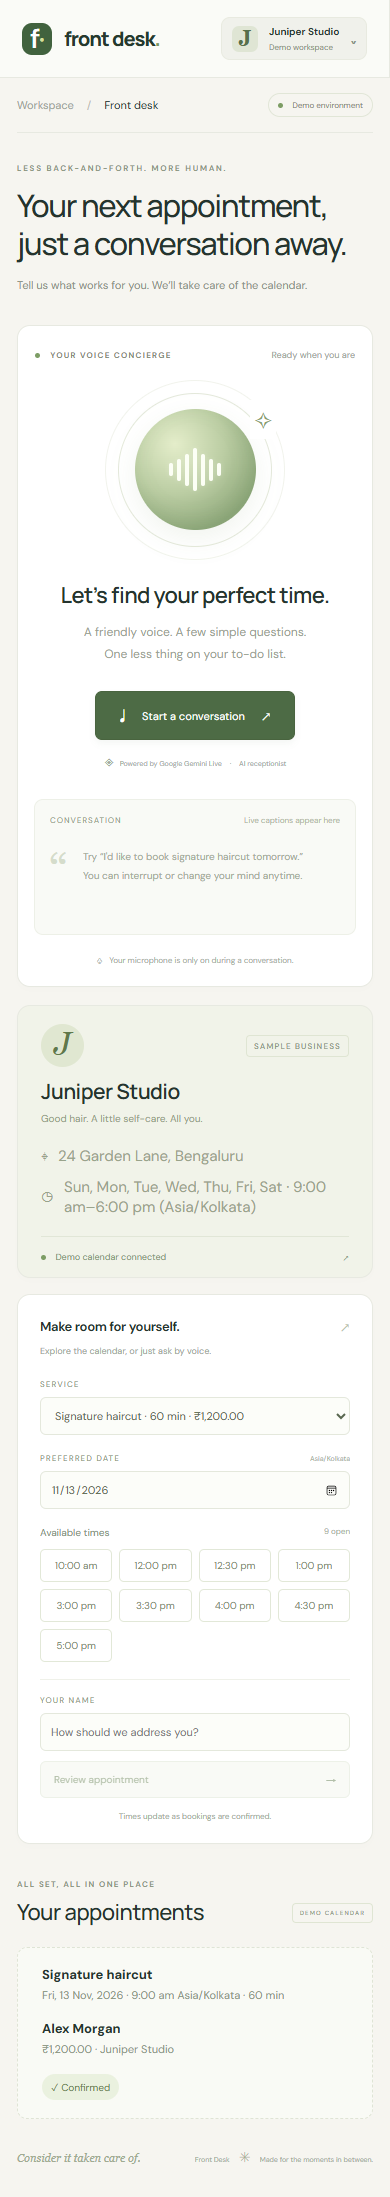 f·
front desk.
J
Juniper Studio
Demo workspace
Workspace / Front desk
Demo environment
LESS BACK-AND-FORTH. MORE HUMAN.
Your next appointment,
just a conversation away.
Tell us what works for you. We'll take care of the calendar.
YOUR VOICE CONCIERGE
Ready when you are
Let's find your perfect time.
A friendly voice. A few simple questions.
One less thing on your to-do list.
Start a conversation ↗
Powered by Google Gemini Live · AI receptionist
CONVERSATION
Live captions appear here
“
Try “I'd like to book signature haircut tomorrow.”
You can interrupt or change your mind anytime.
Your microphone is only on during a conversation.
J
SAMPLE BUSINESS
Juniper Studio
Good hair. A little self-care. All you.
24 Garden Lane, Bengaluru
Sun, Mon, Tue, Wed, Thu, Fri, Sat · 9:00
am–6:00 pm (Asia/Kolkata)
Demo calendar connected ↗
Make room for yourself. ↗
Explore the calendar, or just ask by voice.
SERVICE
Signature haircut · 60 min · ₹1,200.00
PREFERRED DATE
Asia/Kolkata
11/13/2026
Available times
9 open
10:00 am 12:00 pm 12:30 pm 1:00 pm
3:00 pm 3:30 pm 4:00 pm 4:30 pm
5:00 pm
YOUR NAME
How should we address you?
Review appointment →
Times update as bookings are confirmed.
ALL SET, ALL IN ONE PLACE
Your appointments
DEMO CALENDAR
Signature haircut
Fri, 13 Nov, 2026 · 9:00 am Asia/Kolkata · 60 min
Alex Morgan
₹1,200.00 · Juniper Studio
✓ Confirmed
Consider it taken care of.
Front Desk ✳ Made for the moments in between.